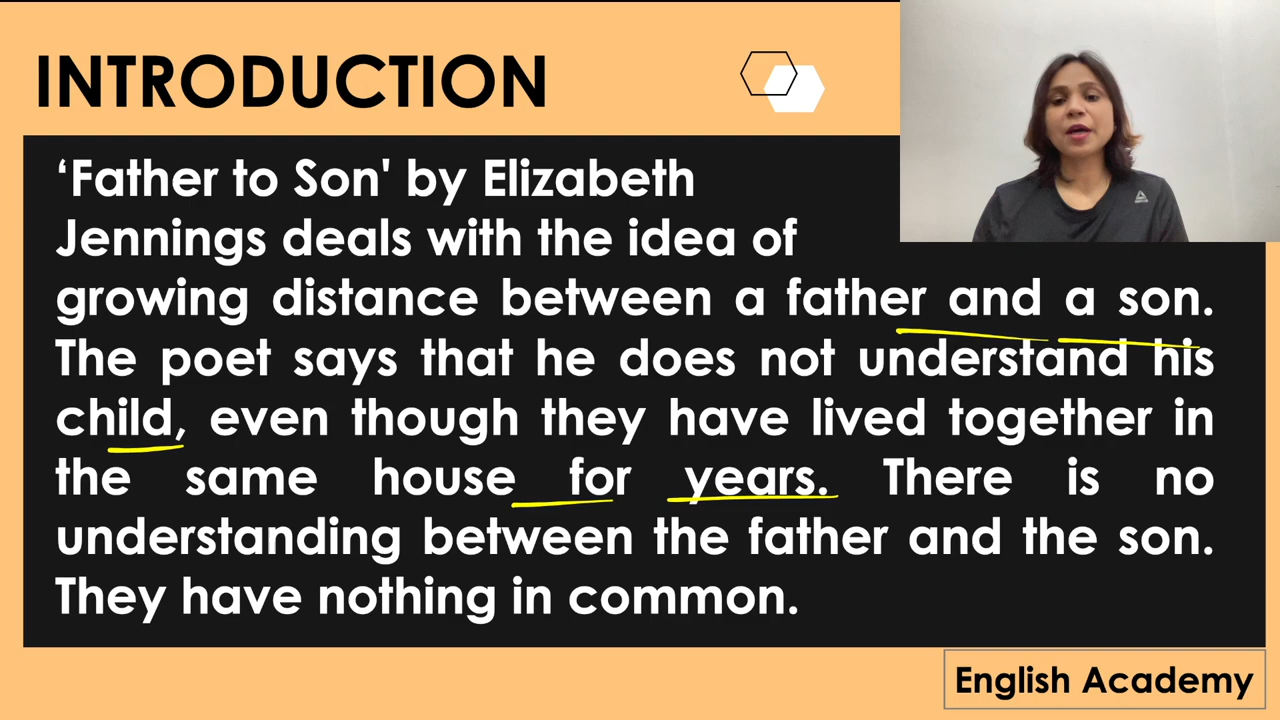 INTRODUCTION
‘Father to Son' by Elizabeth
Jennings deals with the idea of
growing distance between a father and a son.
The poet says that he does not understand his
child, even though they have lived together in
the same house for years. There is no
understanding between the father and the son.
They have nothing in common.
English Academy